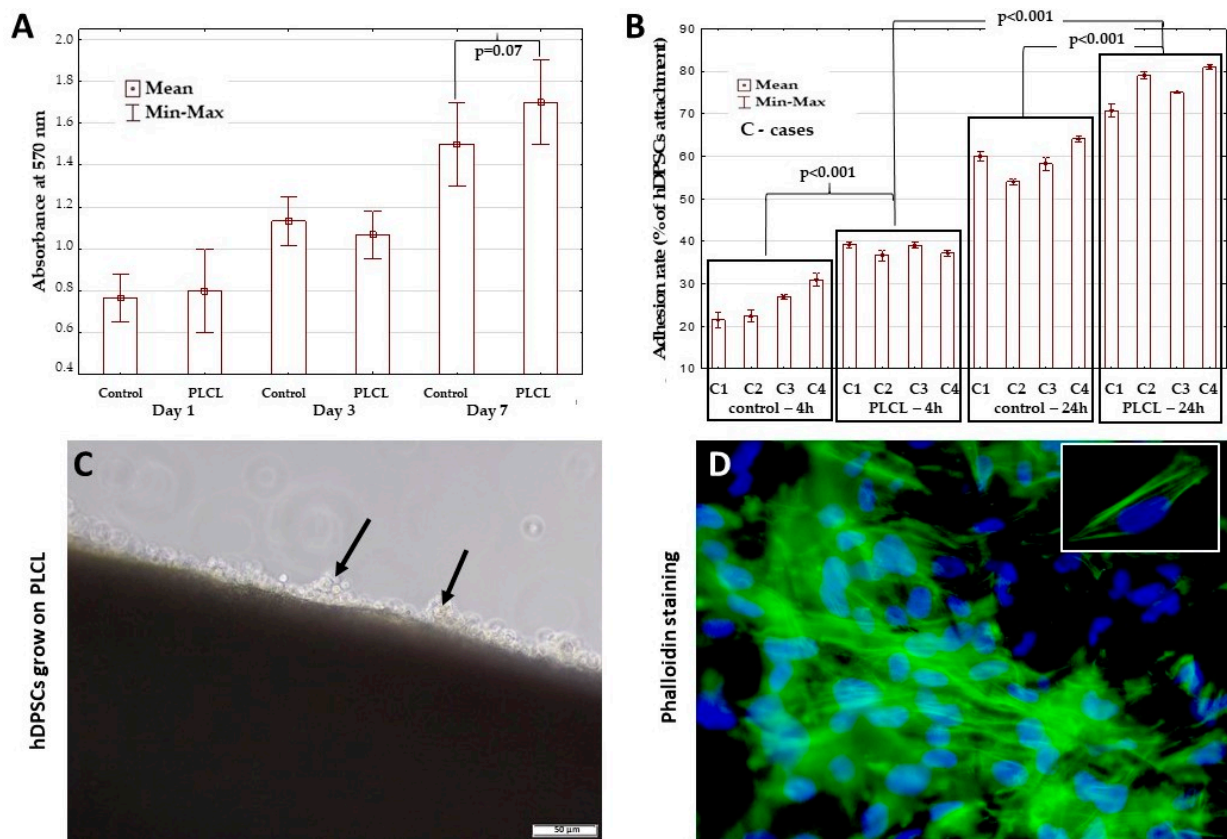 A
Absorbance at 570 nm
2.0
1.8
1.6
1.4
1.2
1.0
0.8
0.6
0.4
Mean
Min-Max
p=0.07
Control PLCL Control PLCL Control PLCL
Day 1 Day 3 Day 7
B
Adhesion rate (% of hDPSCs attachment)
90
80
70
60
50
40
30
20
10
Mean
Min-Max
C - cases
p<0.001
p<0.001
p<0.001
C1 C2 C3 C4 C1 C2 C3 C4 C1 C2 C3 C4 C1 C2 C3 C4
control – 4h PLCL – 4h control – 24h PLCL – 24h
C
hDPSCs grow on PLCL
50 µm
D
Phalloidin staining